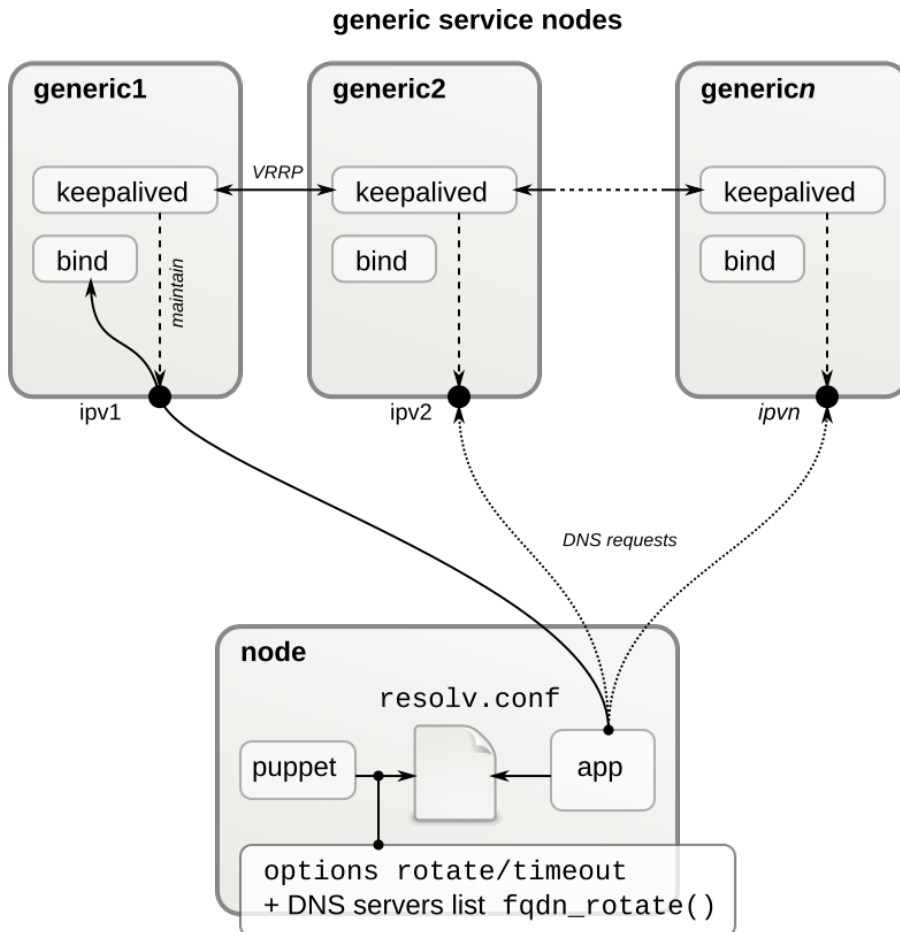 generic service nodes
generic1
generic2
genericn
VRRP
keepalived
keepalived
keepalived
bind
bind
bind
maintain
ipv1
ipv2
ipvn
DNS requests
node
resolv.conf
puppet
app
options rotate/timeout
+ DNS servers list fqdn_rotate()